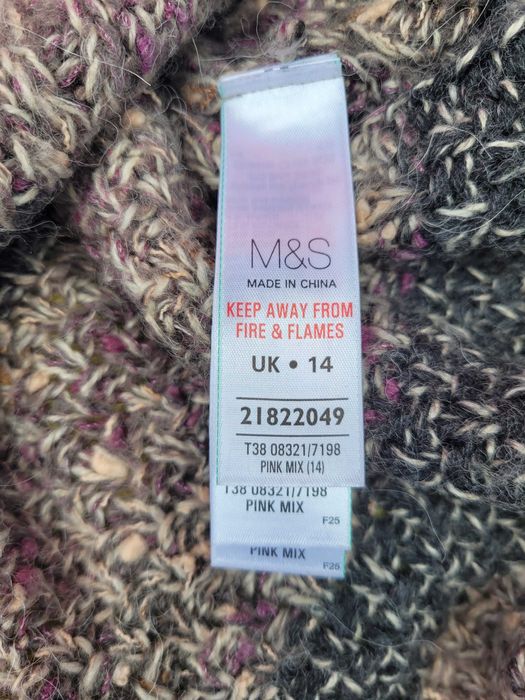 M&S
MADE IN CHINA
KEEP AWAY FROM
FIRE & FLAMES
UK • 14
21822049
T38 08321/7198
PINK MIX (14)
T38 08321/7198
PINK MIX
F25
PINK MIX
F25